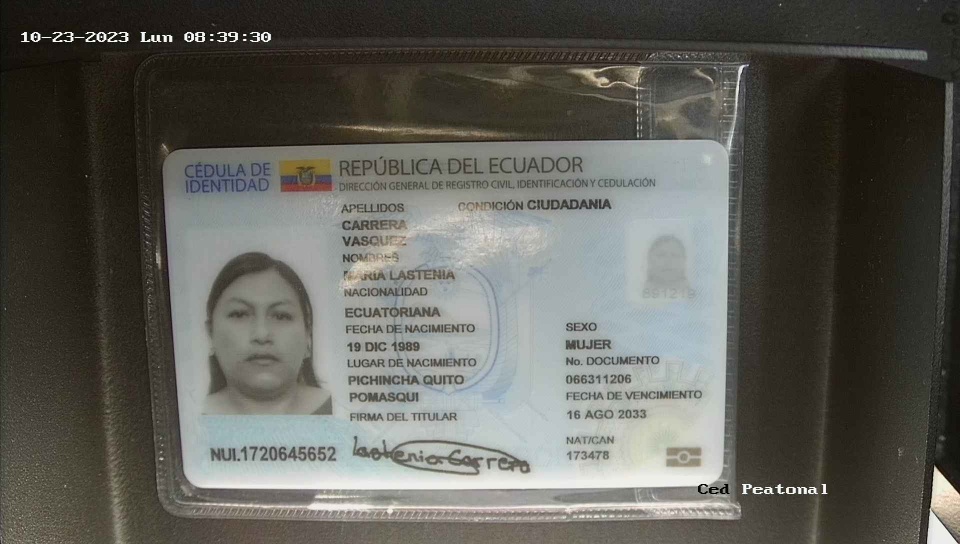 10-23-2023 Lun 08:39:30
CÉDULA DE IDENTIDAD
REPÚBLICA DEL ECUADOR
DIRECCIÓN GENERAL DE REGISTRO CIVIL, IDENTIFICACIÓN Y CEDULACIÓN
APELLIDOS
CONDICIÓN CIUDADANIA
CARRERA
VASQUEZ
NOMBRES
MARIA LASTENIA
NACIONALIDAD
ECUATORIANA
FECHA DE NACIMIENTO
19 DIC 1989
LUGAR DE NACIMIENTO
PICHINCHA QUITO
POMASQUI
FIRMA DEL TITULAR
Lastenia Carrera
SEXO
MUJER
No. DOCUMENTO
066311206
FECHA DE VENCIMIENTO
16 AGO 2033
NAT/CAN
173478
891219
NUI.1720645652
Ced Peatonal